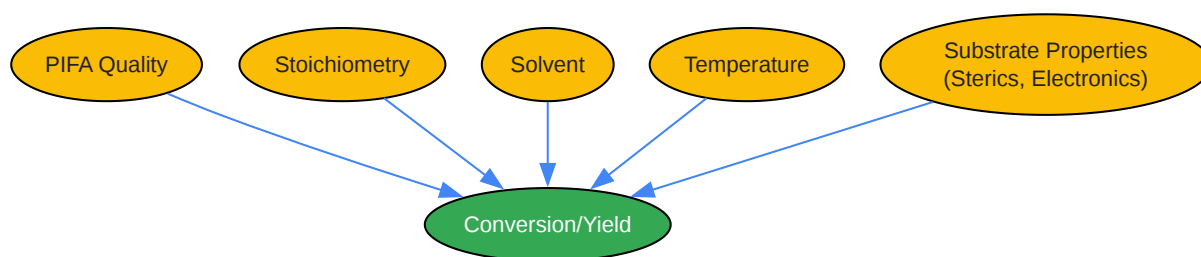 PIFA Quality
Stoichiometry
Solvent
Temperature
Substrate Properties
(Sterics, Electronics)
Conversion/Yield